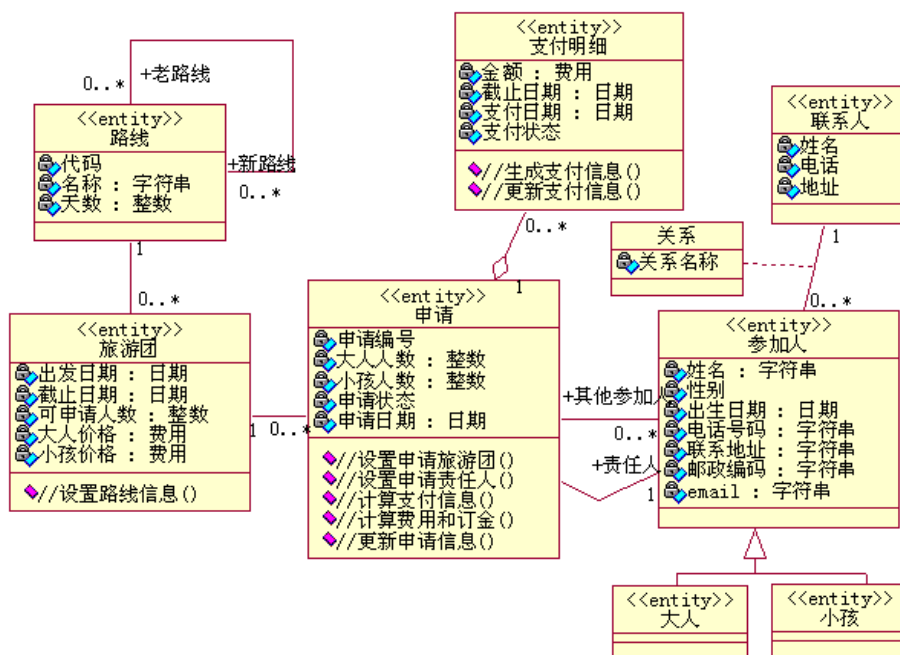 +老路线
0..*
<<entity>>
路线
代码
名称 : 字符串
天数 : 整数
+新路线
0..*
1
0..*
<<entity>>
旅游团
出发日期 : 日期
截止日期 : 日期
可申请人数 : 整数
大人价格 : 费用
小孩价格 : 费用
//设置路线信息()
1
0..*
<<entity>>
支付明细
金额 : 费用
截止日期 : 日期
支付日期 : 日期
支付状态
//生成支付信息()
//更新支付信息()
0..*
1
<<entity>>
申请
申请编号
大人人数 : 整数
小孩人数 : 整数
申请状态
申请日期 : 日期
//设置申请旅游团()
//设置申请责任人()
//计算支付信息()
//计算费用和订金()
//更新申请信息()
+其他参加人
0..*
+责任人
1
<<entity>>
联系人
姓名
电话
地址
1
关系
关系名称
0..*
<<entity>>
参加人
姓名 : 字符串
性别
出生日期 : 日期
电话号码 : 字符串
联系地址 : 字符串
邮政编码 : 字符串
email : 字符串
<<entity>>
大人
<<entity>>
小孩